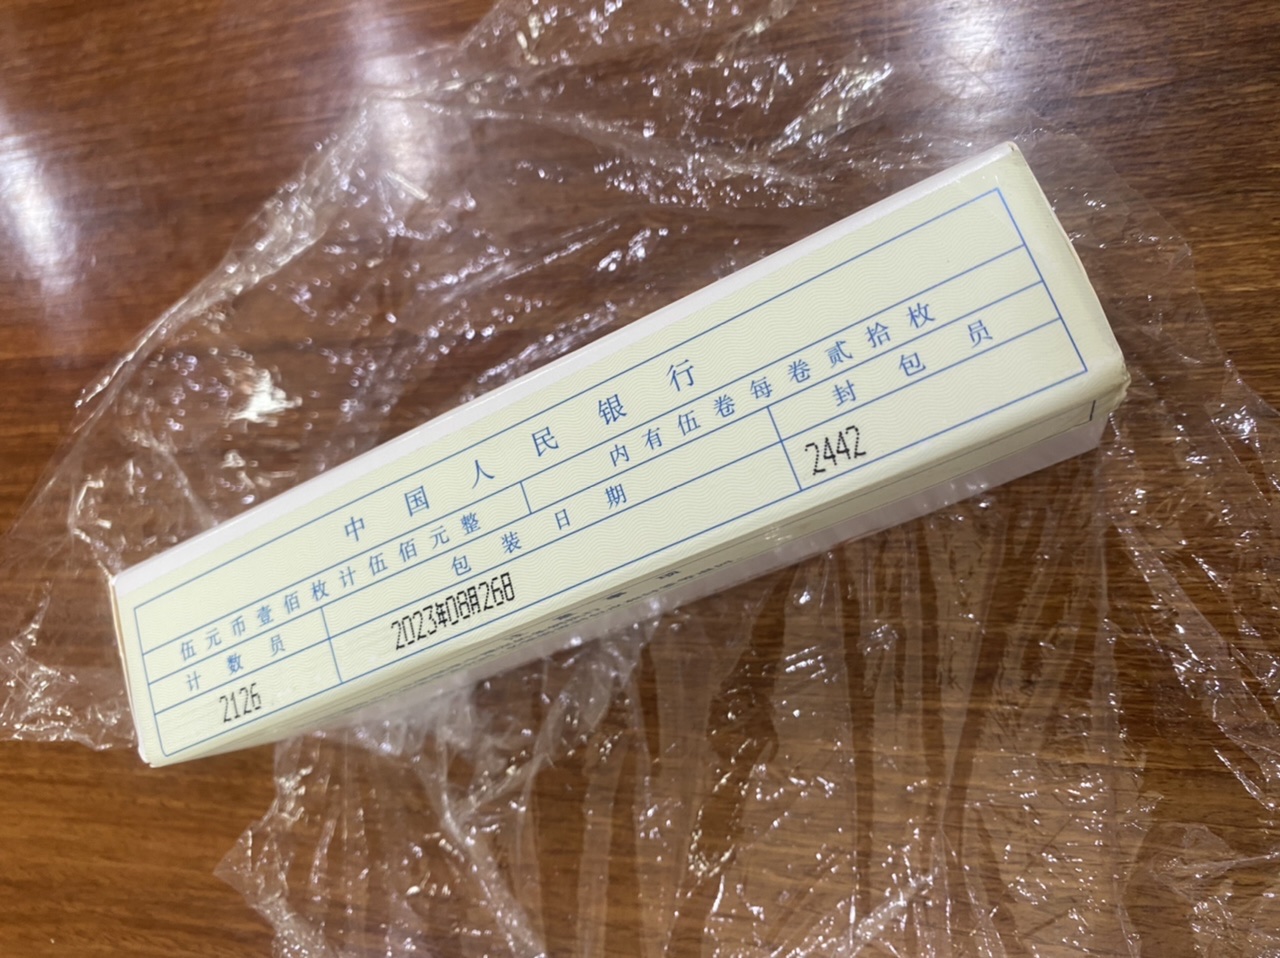 中国人民银行
伍元币壹佰枚计伍佰元整 内有伍卷每卷贰拾枚
计数员 包装日期 封包员
2126 2023年08月26日 2442